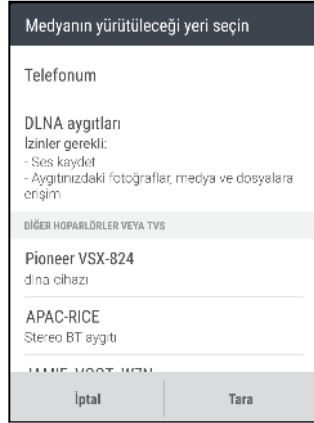 Medyanın yürütüleceği yeri seçin
Telefonum
DLNA aygıtları
İzinler gerekli:
- Ses kaydet
- Aygıtınızdaki fotoğraflar, medya ve dosyalara
erişim
DİĞER HOPARLÖRLER VEYA TVS
Pioneer VSX-824
dlna cihazı
APAC-RICE
Stereo BT aygıtı
İptal
Tara